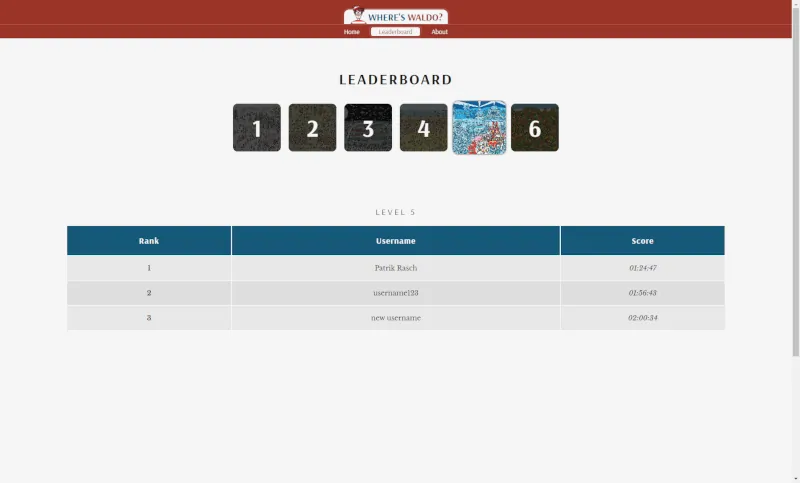 WHERE'S WALDO?
Home Leaderboard About
LEADERBOARD
1 2 3 4 6
LEVEL 5
Rank Username Score
1 Patrik Rasch 01:24:47
2 username123 01:56:43
3 new username 02:00:34